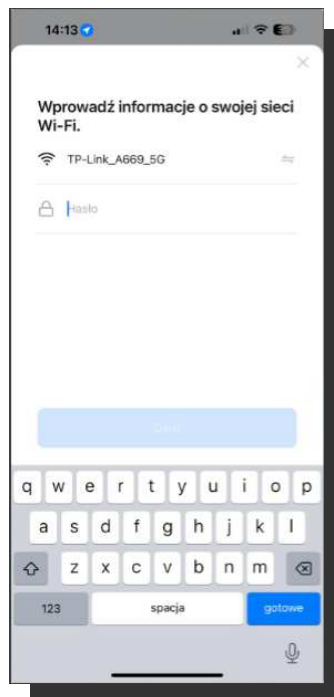 14:13
Wprowadź informacje o swojej sieci
Wi-Fi.
TP-Link_A669_5G
Hasło
q w e r t y u i o p
a s d f g h j k l
z x c v b n m
123 spacja gotowe